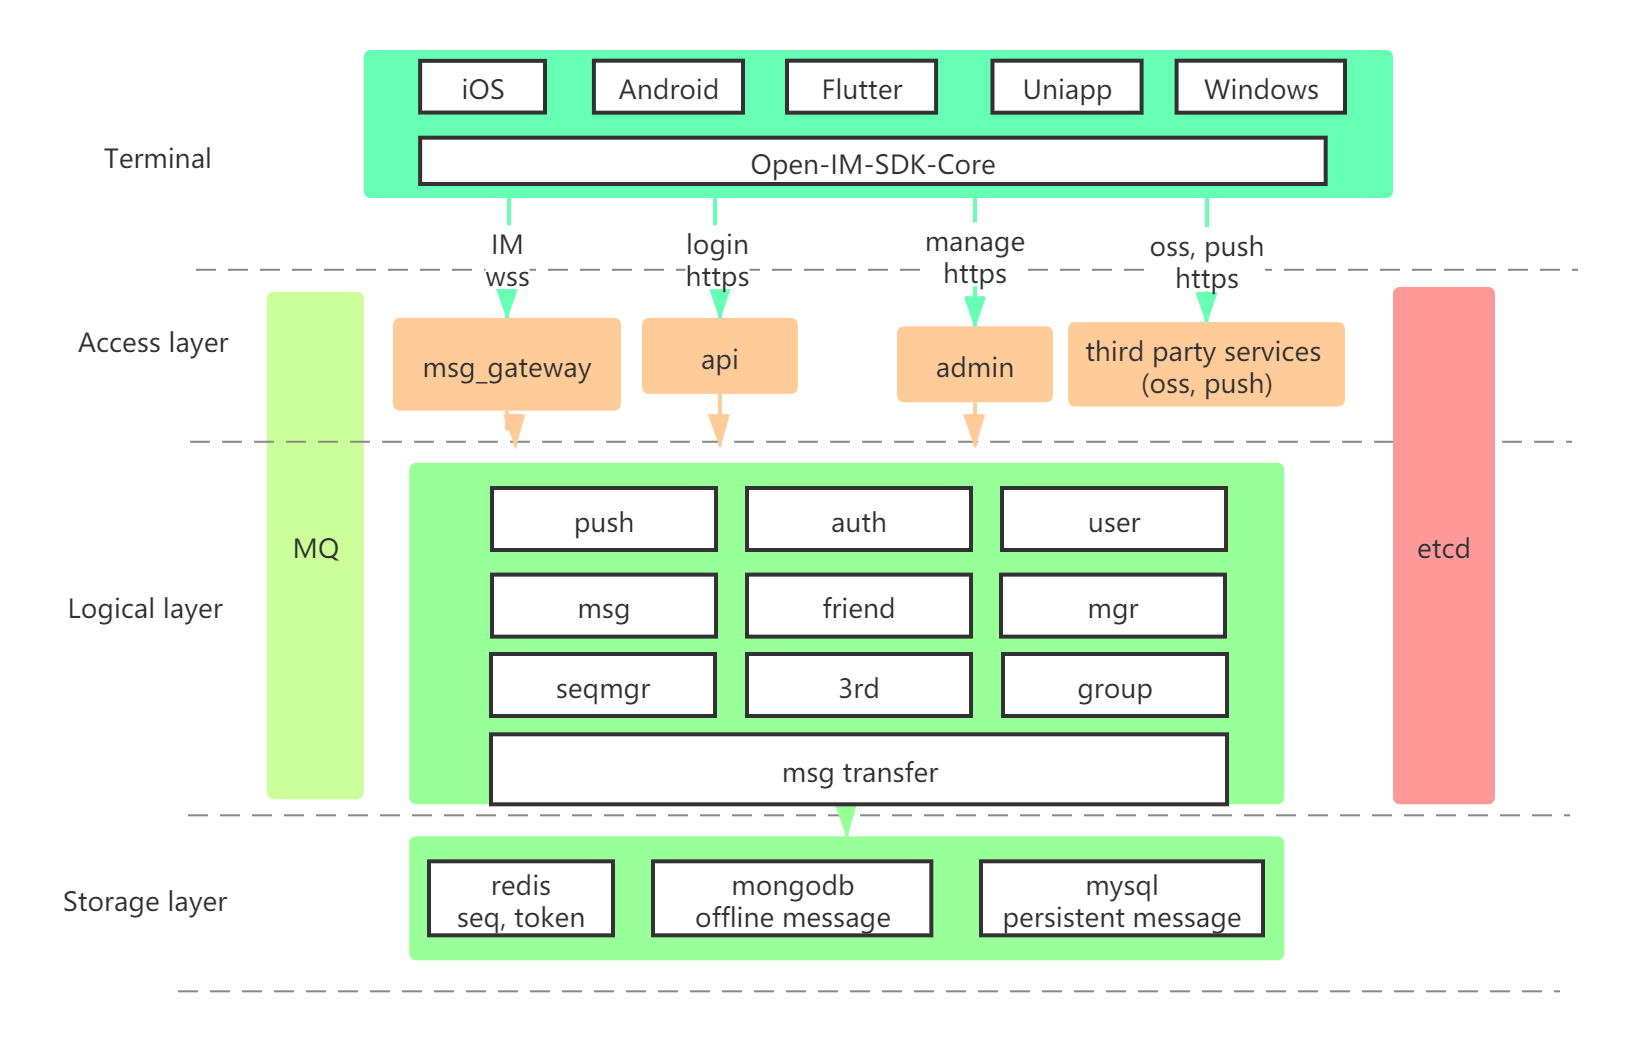 iOS
Android
Flutter
Uniapp
Windows
Terminal
Open-IM-SDK-Core
IM
wss
login
https
manage
https
oss, push
https
Access layer
msg_gateway
api
admin
third party services
(oss, push)
MQ
etcd
Logical layer
push
auth
user
msg
friend
mgr
seqmgr
3rd
group
msg transfer
Storage layer
redis
seq, token
mongodb
offline message
mysql
persistent message